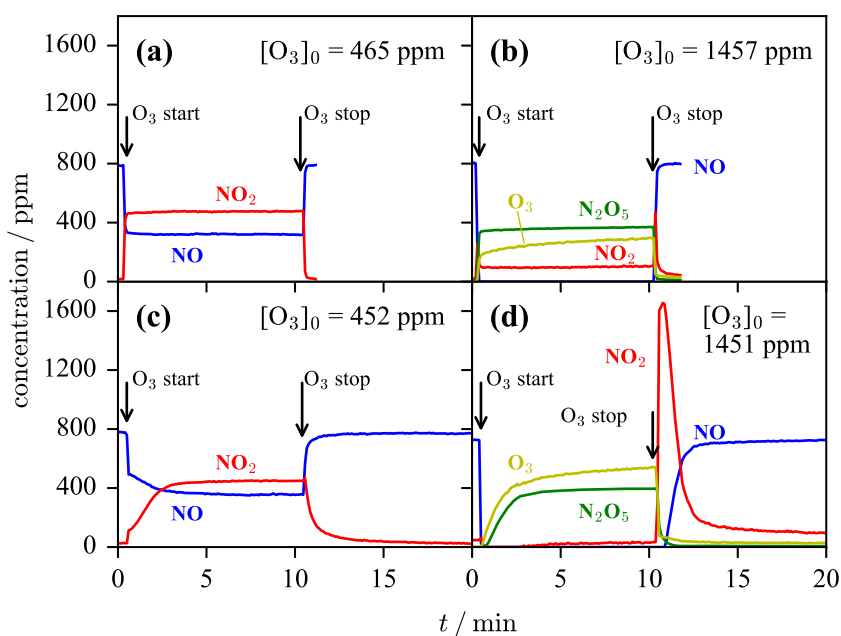 concentration / ppm
1600
1200
800
400
0
(a)
[O₃]₀ = 465 ppm
O₃ start
O₃ stop
NO₂
NO
(b)
[O₃]₀ = 1457 ppm
O₃ start
O₃ stop
NO
O₃
N₂O₅
NO₂
1600
1200
800
400
0
(c)
[O₃]₀ = 452 ppm
O₃ start
O₃ stop
NO₂
NO
(d)
[O₃]₀ =
1451 ppm
NO₂
O₃ start
O₃ stop
NO
O₃
N₂O₅
0 5 10 0 5 10 15 20
t / min